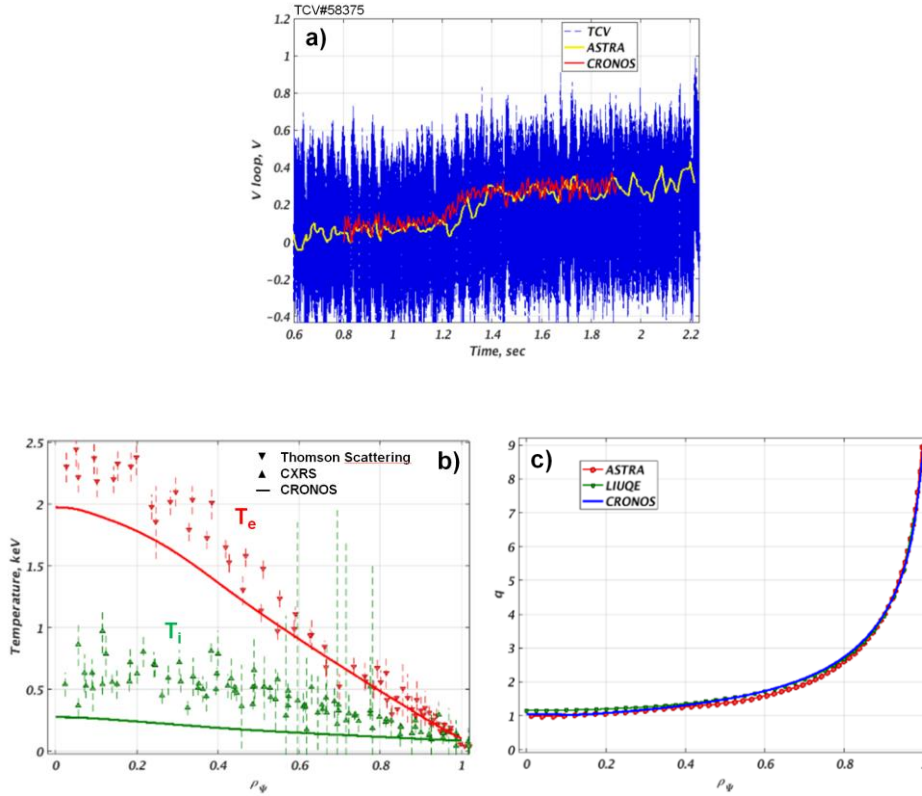 TCV#58375
a)
TCV
ASTRA
CRONOS
V loop, V
1.2
1
0.8
0.6
0.4
0.2
0
−0.2
−0.4
0.6
0.8
1
1.2
1.4
1.6
1.8
2
2.2
Time, sec
b)
Thomson Scattering
CXRS
CRONOS
Te
Ti
Temperature, keV
2.5
2
1.5
1
0.5
0
0
0.2
0.4
0.6
0.8
1
ρΨ
c)
ASTRA
LIUQE
CRONOS
q
9
8
7
6
5
4
3
2
1
0
0
0.2
0.4
0.6
0.8
ρΨ